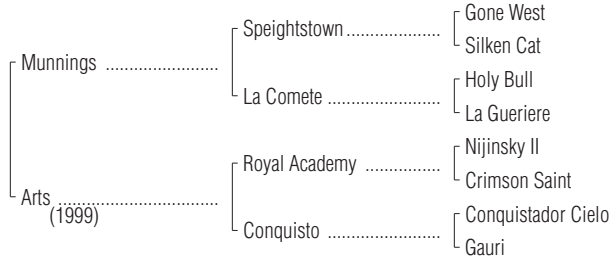 Gone West
Speightstown
Silken Cat
Munnings
Holy Bull
La Comete
La Gueriere
Nijinsky II
Royal Academy
Crimson Saint
Arts
(1999)
Conquistador Cielo
Conquisto
Gauri